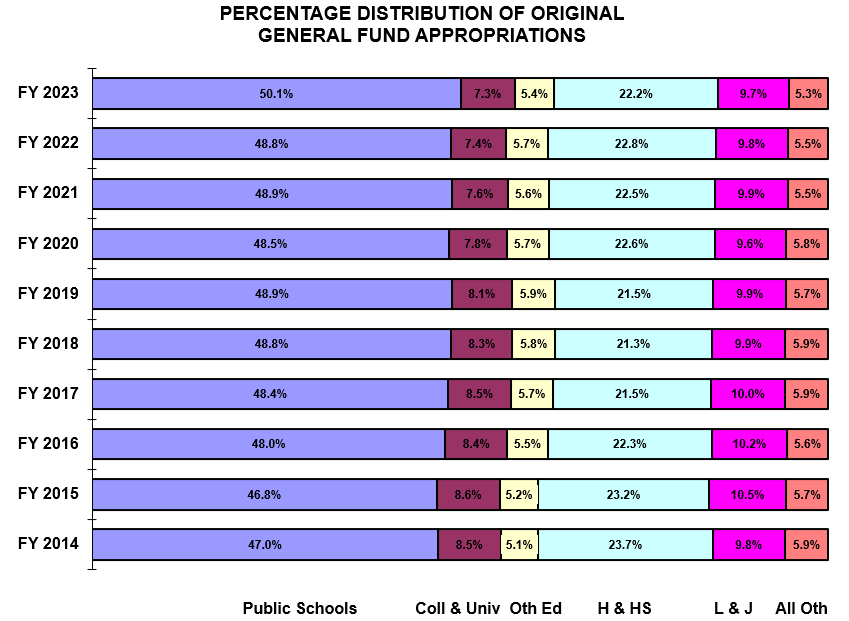 PERCENTAGE DISTRIBUTION OF ORIGINAL
GENERAL FUND APPROPRIATIONS
FY 2023 50.1% 7.3% 5.4% 22.2% 9.7% 5.3%
FY 2022 48.8% 7.4% 5.7% 22.8% 9.8% 5.5%
FY 2021 48.9% 7.6% 5.6% 22.5% 9.9% 5.5%
FY 2020 48.5% 7.8% 5.7% 22.6% 9.6% 5.8%
FY 2019 48.9% 8.1% 5.9% 21.5% 9.9% 5.7%
FY 2018 48.8% 8.3% 5.8% 21.3% 9.9% 5.9%
FY 2017 48.4% 8.5% 5.7% 21.5% 10.0% 5.9%
FY 2016 48.0% 8.4% 5.5% 22.3% 10.2% 5.6%
FY 2015 46.8% 8.6% 5.2% 23.2% 10.5% 5.7%
FY 2014 47.0% 8.5% 5.1% 23.7% 9.8% 5.9%
Public Schools Coll & Univ Oth Ed H & HS L & J All Oth